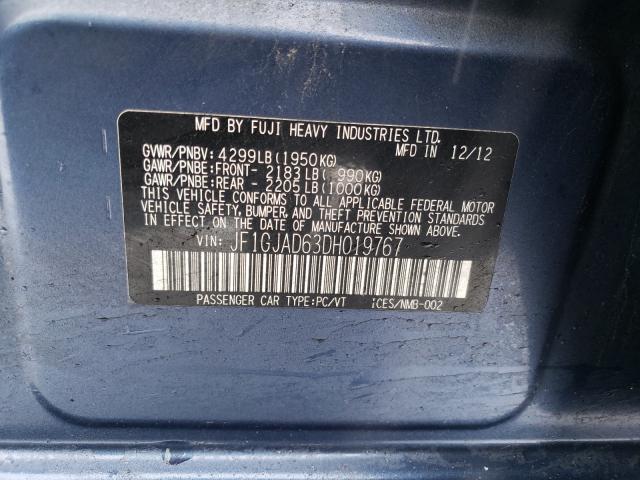 MFD BY FUJI HEAVY INDUSTRIES LTD.
GVWR/PNBV: 4299LB(1950KG) MFD IN 12/12
GAWR/PNBE:FRONT- 2183LB( 990KG)
GAWR/PNBE:REAR - 2205LB(1000KG)
THIS VEHICLE CONFORMS TO ALL APPLICABLE FEDERAL MOTOR
VEHICLE SAFETY, BUMPER, AND THEFT PREVENTION STANDARDS
IN EFFECT ON THE DATE OF MANUFACTURE SHOWN ABOVE.
VIN: JF1GJAD63DH019767
PASSENGER CAR TYPE:PC/VT ICES/NMB-002